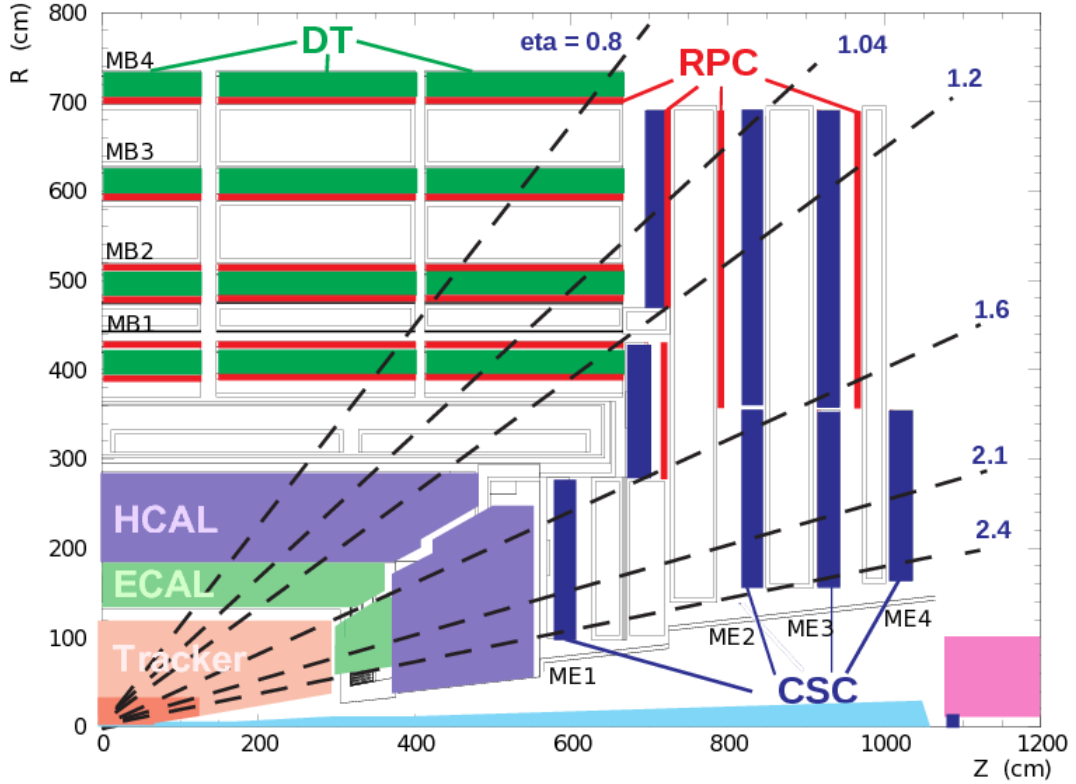 R (cm)
800
700
600
500
400
300
200
100
0
MB4
MB3
MB2
MB1
DT
eta = 0.8
1.04
RPC
1.2
1.6
2.1
2.4
HCAL
ECAL
Tracker
ME1
ME2
ME3
ME4
CSC
0
200
400
600
800
1000
1200
Z (cm)